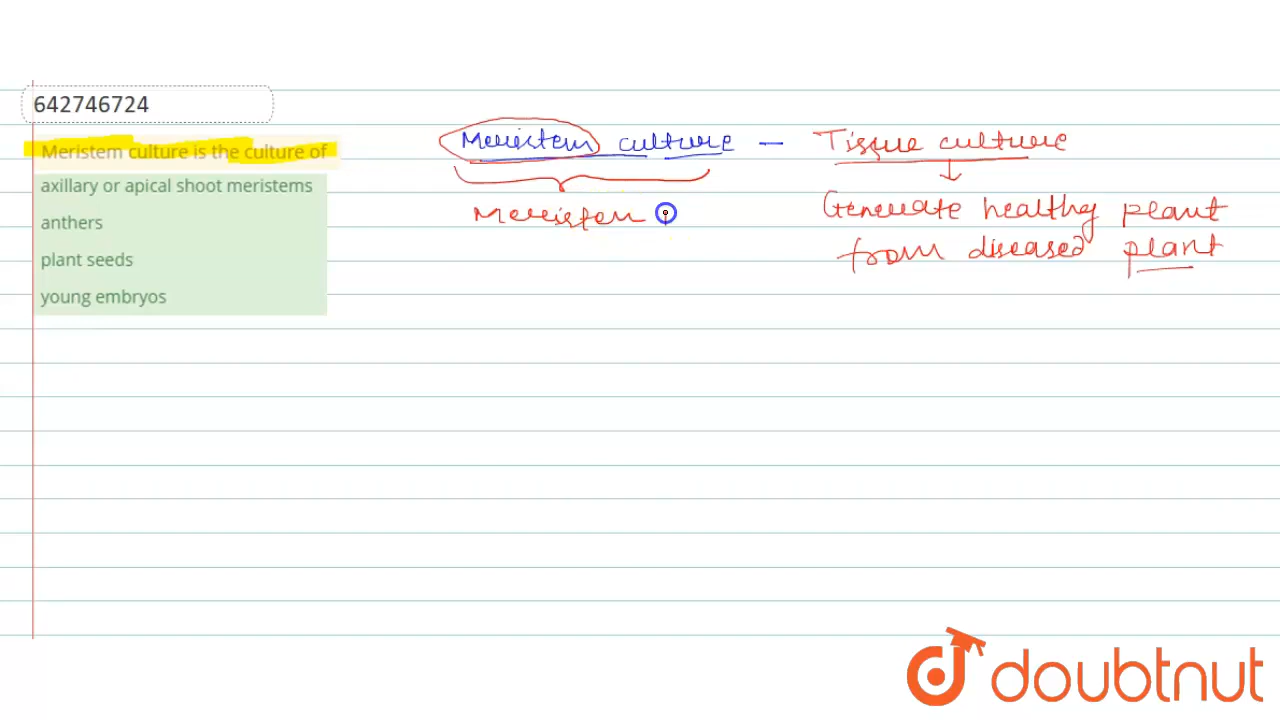 642746724
Meristem culture is the culture of
axillary or apical shoot meristems
anthers
plant seeds
young embryos
Meristem culture — Tissue culture
Meristem
Generate healthy plant
from diseased plant
doubtnut